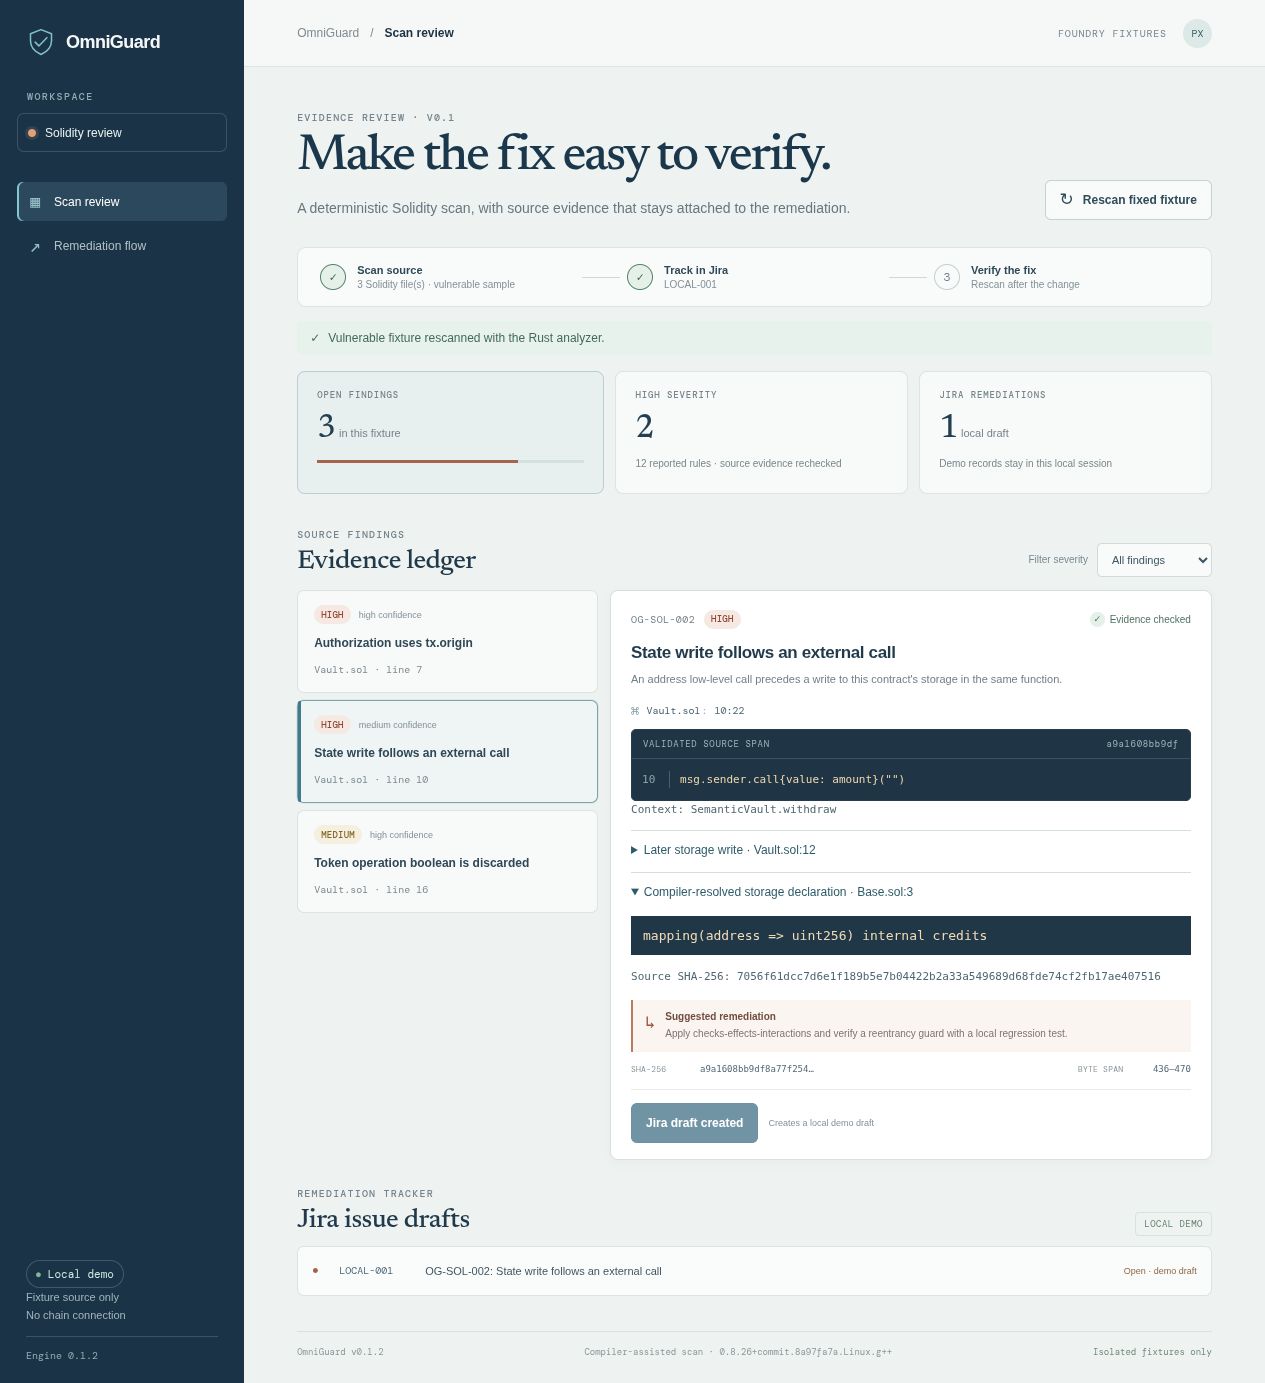 OmniGuard
WORKSPACE
Solidity review
Scan review
Remediation flow
Local demo
Fixture source only
No chain connection
Engine 0.1.2
OmniGuard / Scan review
FOUNDRY FIXTURES PX
EVIDENCE REVIEW · V0.1
Make the fix easy to verify.
A deterministic Solidity scan, with source evidence that stays attached to the remediation.
↻ Rescan fixed fixture
✓ Scan source
3 Solidity file(s) · vulnerable sample
✓ Track in Jira
LOCAL-001
3 Verify the fix
Rescan after the change
✓ Vulnerable fixture rescanned with the Rust analyzer.
OPEN FINDINGS
3 in this fixture
HIGH SEVERITY
2
12 reported rules · source evidence rechecked
JIRA REMEDIATIONS
1 local draft
Demo records stay in this local session
SOURCE FINDINGS
Evidence ledger
Filter severity All findings
HIGH high confidence
Authorization uses tx.origin
Vault.sol · line 7
HIGH medium confidence
State write follows an external call
Vault.sol · line 10
MEDIUM high confidence
Token operation boolean is discarded
Vault.sol · line 16
OG-SOL-002 HIGH ✓ Evidence checked
State write follows an external call
An address low-level call precedes a write to this contract's storage in the same function.
⌘ Vault.sol: 10:22
VALIDATED SOURCE SPAN a9a1608bb9df
10 msg.sender.call{value: amount}("")
Context: SemanticVault.withdraw
▶ Later storage write · Vault.sol:12
▼ Compiler-resolved storage declaration · Base.sol:3
mapping(address => uint256) internal credits
Source SHA-256: 7056f61dcc7d6e1f189b5e7b04422b2a33a549689d68fde74cf2fb17ae407516
↳ Suggested remediation
Apply checks-effects-interactions and verify a reentrancy guard with a local regression test.
SHA-256 a9a1608bb9df8a77f254… BYTE SPAN 436–470
Jira draft created Creates a local demo draft
REMEDIATION TRACKER
Jira issue drafts
LOCAL DEMO
LOCAL-001 OG-SOL-002: State write follows an external call Open · demo draft
OmniGuard v0.1.2 Compiler-assisted scan · 0.8.26+commit.8a97fa7a.Linux.g++ Isolated fixtures only